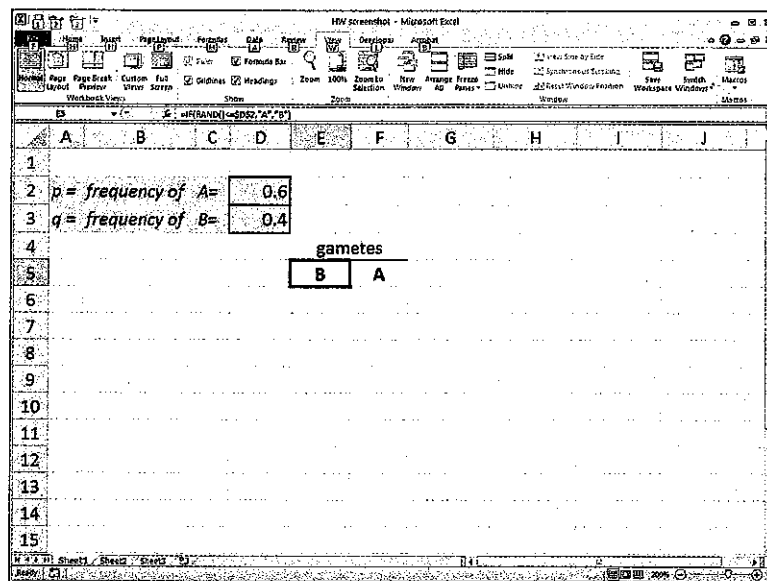 HW screenshot - Microsoft Excel
File Home Insert Page Layout Formulas Data Review View Developer Acrobat
Normal Page Layout Page Break Preview Custom Views Full Screen
Ruler Formula Bar
Gridlines Headings
Zoom 100% Zoom to Selection
New Window Arrange All Freeze Panes
Split
Hide
Unhide
View Side by Side
Synchronous Scrolling
Reset Window Position
Save Workspace Switch Windows Macros
Workbook Views Show Zoom Window Macros
E5 =IF(RAND()<=$D$2,"A","B")
A B C D E F G H I J
1
2 p = frequency of A= 0.6
3 q = frequency of B= 0.4
4 gametes
5 B A
6
7
8
9
10
11
12
13
14
15
Sheet1 Sheet2 Sheet3
Ready 200%